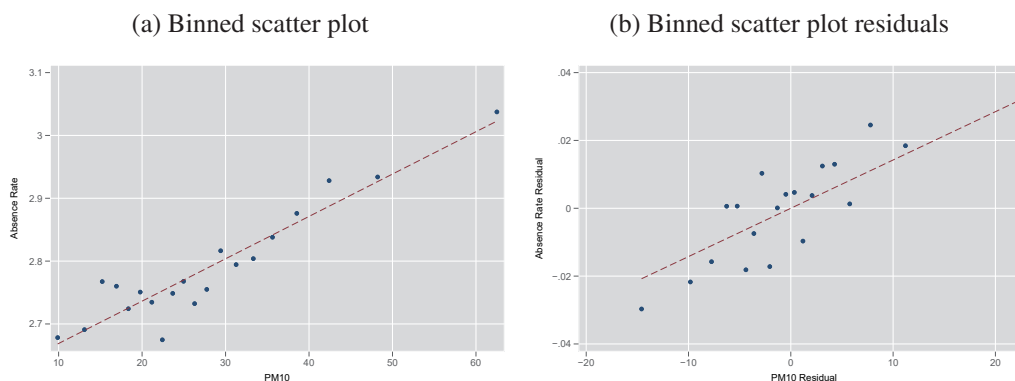 (a) Binned scatter plot
(b) Binned scatter plot residuals
3.1
3
2.9
2.8
2.7
Absence Rate
10 20 30 40 50 60
PM10
.04
.02
0
−.02
−.04
Absence Rate Residual
−20 −10 0 10 20
PM10 Residual